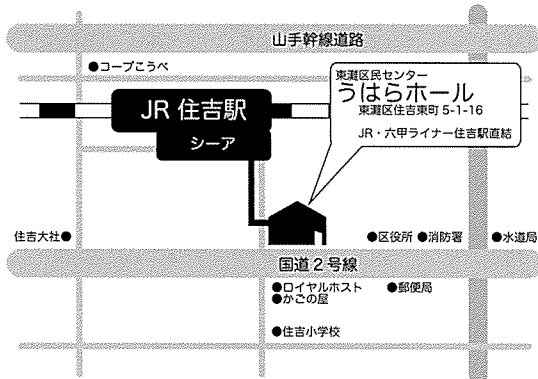 山手幹線道路
●コープこうべ
東灘区民センター
うはらホール
東灘区住吉東町 5-1-16
JR・六甲ライナー住吉駅直結
JR 住吉駅
シーア
住吉大社●
●区役所 ●消防署 ●水道局
国道2号線
●ロイヤルホスト ●郵便局
●かごの屋
●住吉小学校